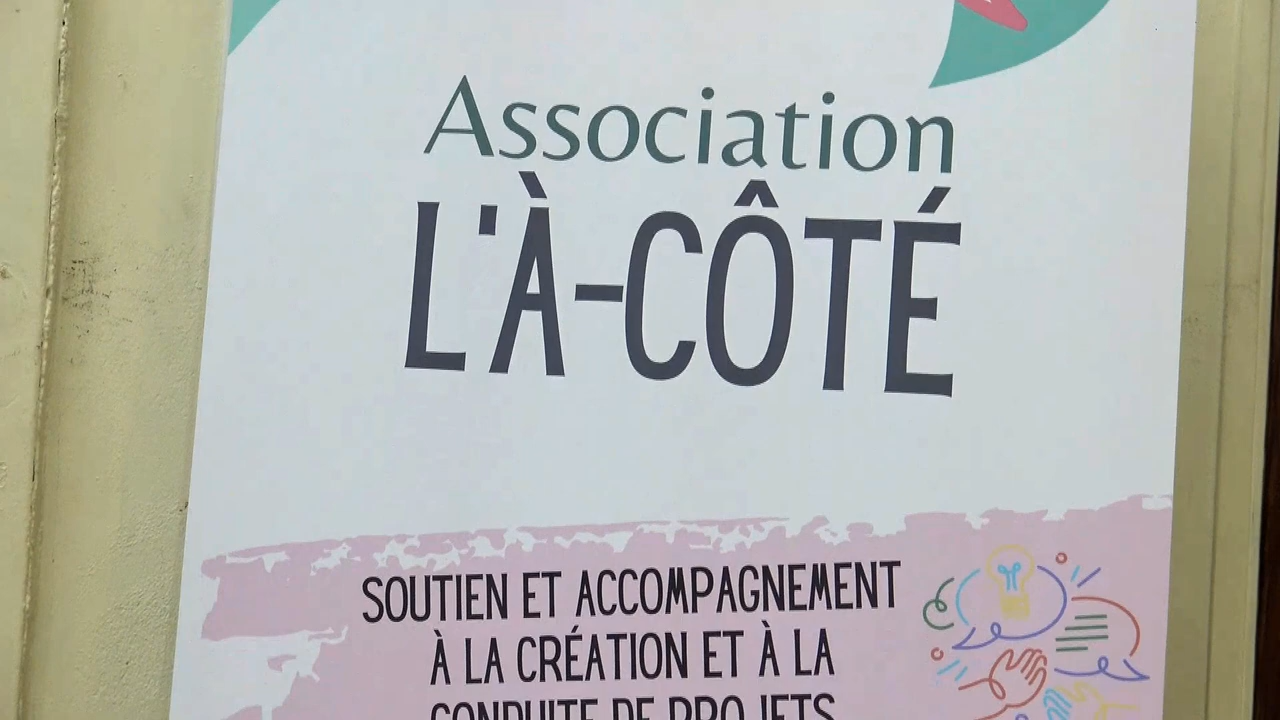 Association
L'À-CÔTÉ
SOUTIEN ET ACCOMPAGNEMENT
À LA CRÉATION ET À LA
CONDUITE DE PROJETS